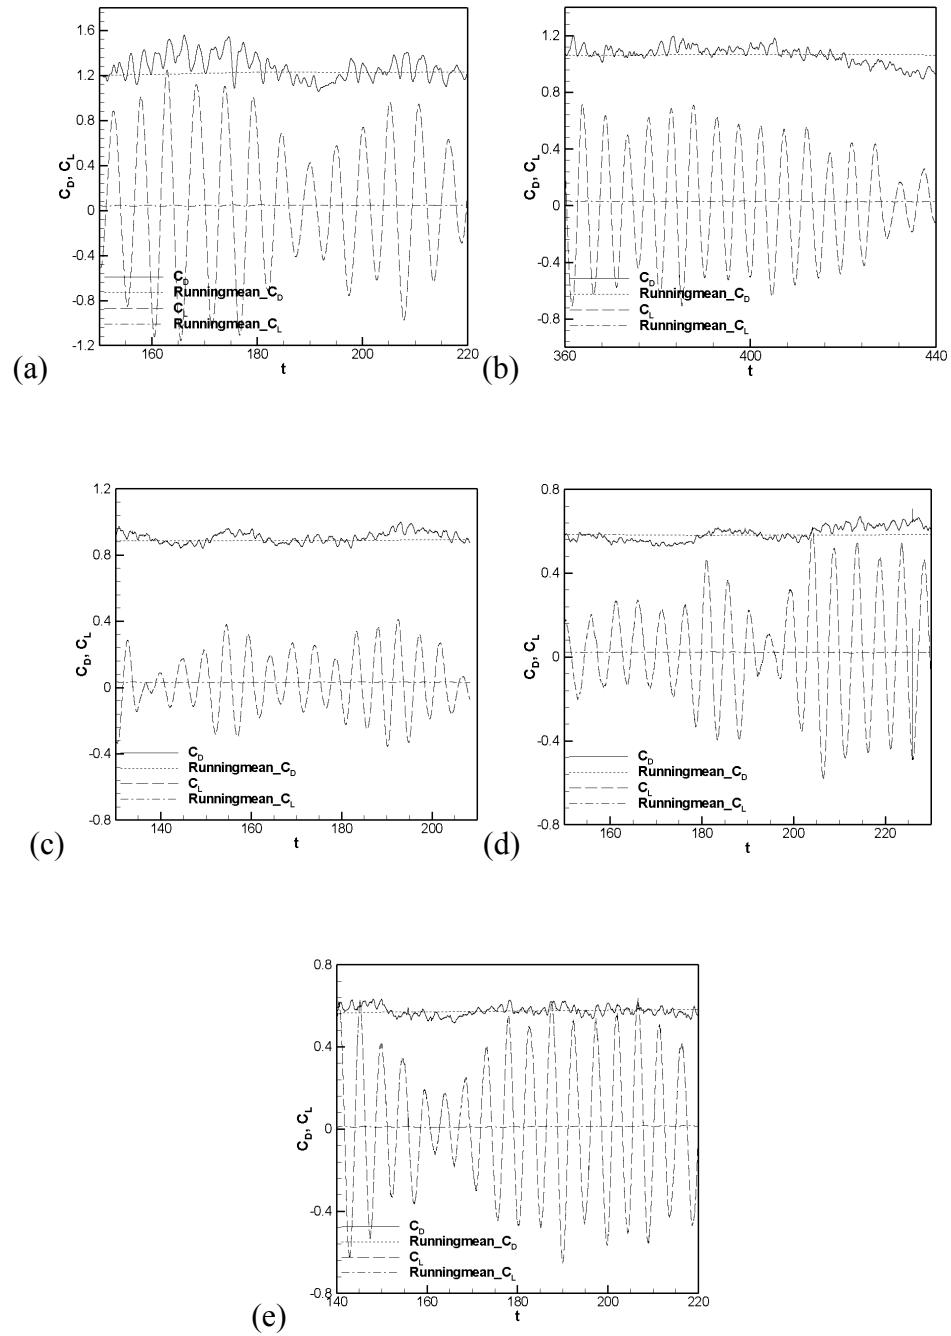 1.6
1.2
0.8
0.4
0
-0.4
-0.8
-1.2
C_D, C_L
C_D
Runningmean_C_D
C_L
Runningmean_C_L
160 180 200 220
t
(a)
1.2
0.8
0.4
0
-0.4
-0.8
C_D, C_L
C_D
Runningmean_C_D
C_L
Runningmean_C_L
360 400 440
t
(b)
1.2
0.8
0.4
0
-0.4
-0.8
C_D, C_L
C_D
Runningmean_C_D
C_L
Runningmean_C_L
140 160 180 200
t
(c)
0.8
0.4
0
-0.4
-0.8
C_D, C_L
C_D
Runningmean_C_D
C_L
Runningmean_C_L
160 180 200 220
t
(d)
0.8
0.4
0
-0.4
-0.8
C_D, C_L
C_D
Runningmean_C_D
C_L
Runningmean_C_L
140 160 180 200 220
t
(e)